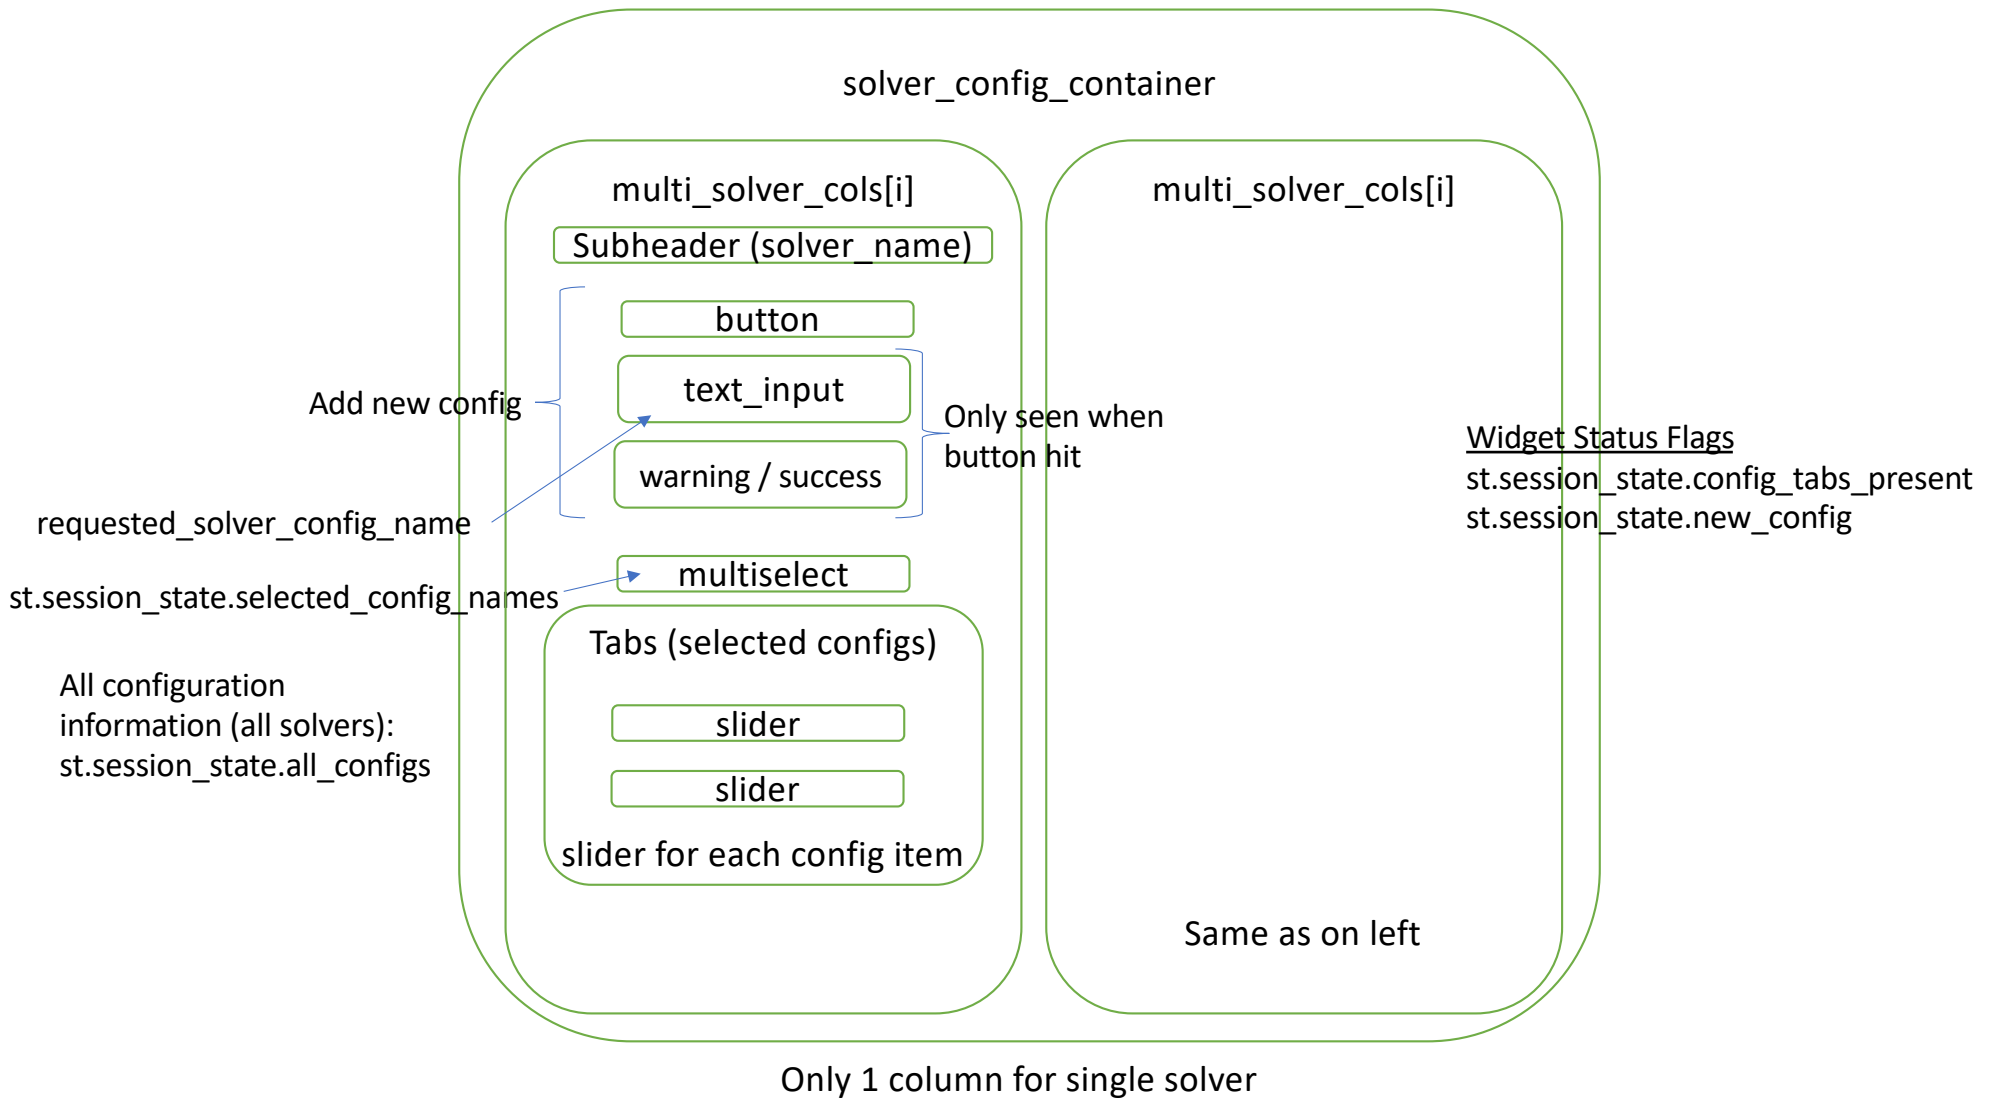 solver_config_container
multi_solver_cols[i]
Subheader (solver_name)
button
text_input
warning / success
Add new config
Only seen when
button hit
requested_solver_config_name
multiselect
st.session_state.selected_config_names
Tabs (selected configs)
slider
slider
slider for each config item
All configuration
information (all solvers):
st.session_state.all_configs
multi_solver_cols[i]
Same as on left
Widget Status Flags
st.session_state.config_tabs_present
st.session_state.new_config
Only 1 column for single solver